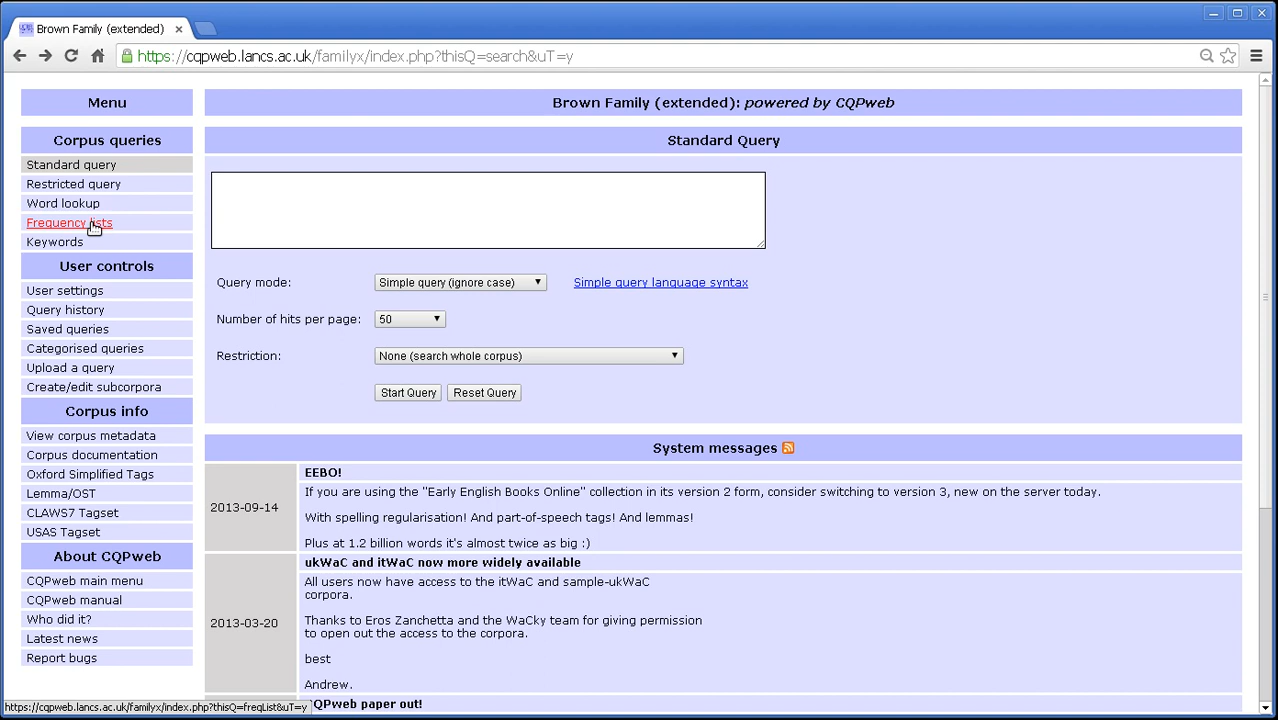 Brown Family (extended)
https://cqpweb.lancs.ac.uk/familyx/index.php?thisQ=search&uT=y
Menu
Corpus queries
Standard query
Restricted query
Word lookup
Frequency lists
Keywords
User controls
User settings
Query history
Saved queries
Categorised queries
Upload a query
Create/edit subcorpora
Corpus info
View corpus metadata
Corpus documentation
Oxford Simplified Tags
Lemma/OST
CLAWS7 Tagset
USAS Tagset
About CQPweb
CQPweb main menu
CQPweb manual
Who did it?
Latest news
Report bugs
Brown Family (extended): powered by CQPweb
Standard Query
Query mode: Simple query (ignore case) Simple query language syntax
Number of hits per page: 50
Restriction: None (search whole corpus)
Start Query Reset Query
System messages
2013-09-14
EEBO!
If you are using the "Early English Books Online" collection in its version 2 form, consider switching to version 3, new on the server today.
With spelling regularisation! And part-of-speech tags! And lemmas!
Plus at 1.2 billion words it's almost twice as big :)
2013-03-20
ukWaC and itWaC now more widely available
All users now have access to the itWaC and sample-ukWaC
corpora.
Thanks to Eros Zanchetta and the WaCky team for giving permission
to open out the access to the corpora.
best
Andrew.
CQPweb paper out!
https://cqpweb.lancs.ac.uk/familyx/index.php?thisQ=freqList&uT=y